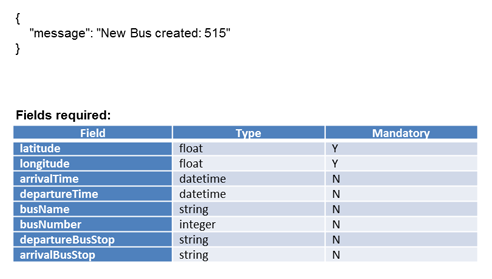 {
"message": "New Bus created: 515"
}
Fields required:
Field Type Mandatory
latitude float Y
longitude float Y
arrivalTime datetime N
departureTime datetime N
busName string N
busNumber integer N
departureBusStop string N
arrivalBusStop string N